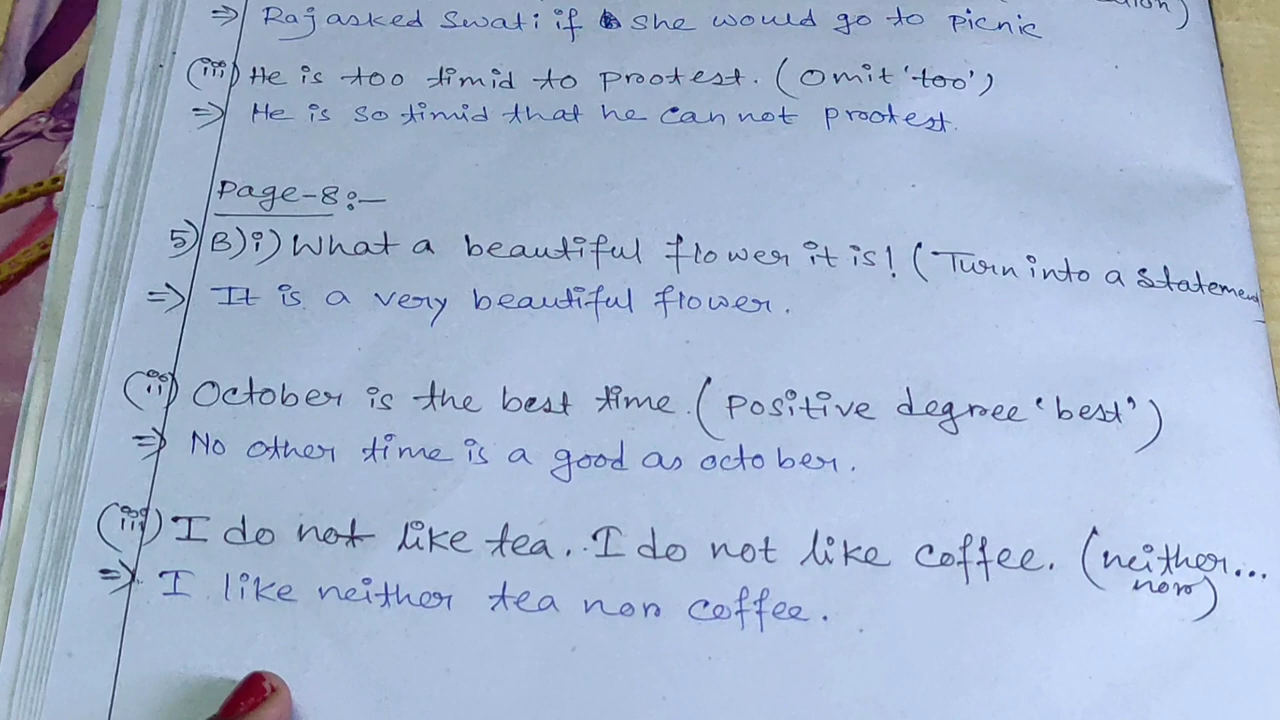 ⇒ Raj asked Swati if she would go to picnic
(iii) He is too timid to prootest. (Omit 'too')
⇒ He is so timid that he can not prootest.
Page-8:-
5) B) i) What a beautiful flower it is! (Turn into a statement
⇒ It is a very beautiful flower.
(ii) October is the best time. (Positive degree 'best')
⇒ No other time is a good as october.
(iii) I do not like tea. I do not like coffee. (neither...
nor)
⇒ I like neither tea nor coffee.